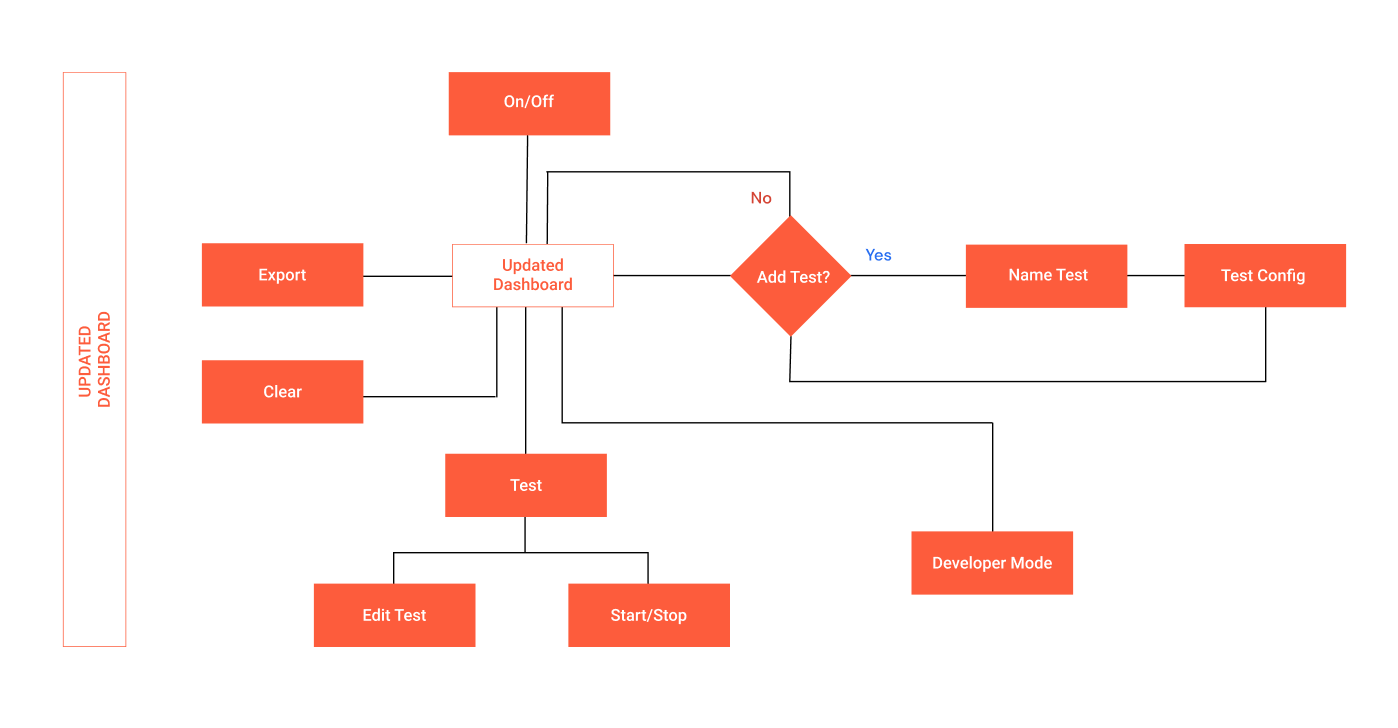 UPDATED
DASHBOARD
On/Off
No
Yes
Export
Updated
Dashboard
Add Test?
Name Test
Test Config
Clear
Test
Developer Mode
Edit Test
Start/Stop